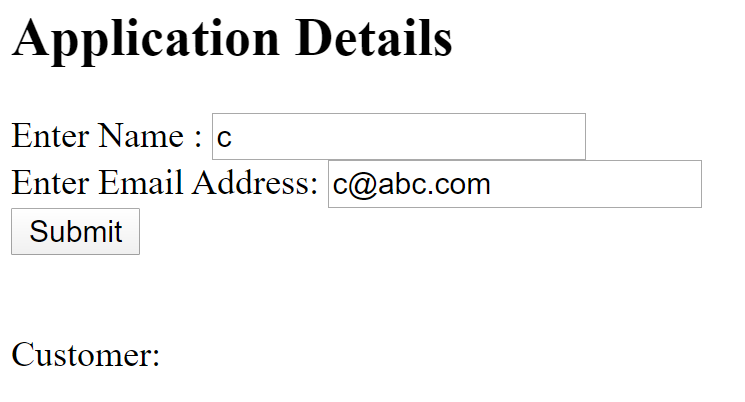 Application Details
Enter Name : c
Enter Email Address: c@abc.com
Submit
Customer: